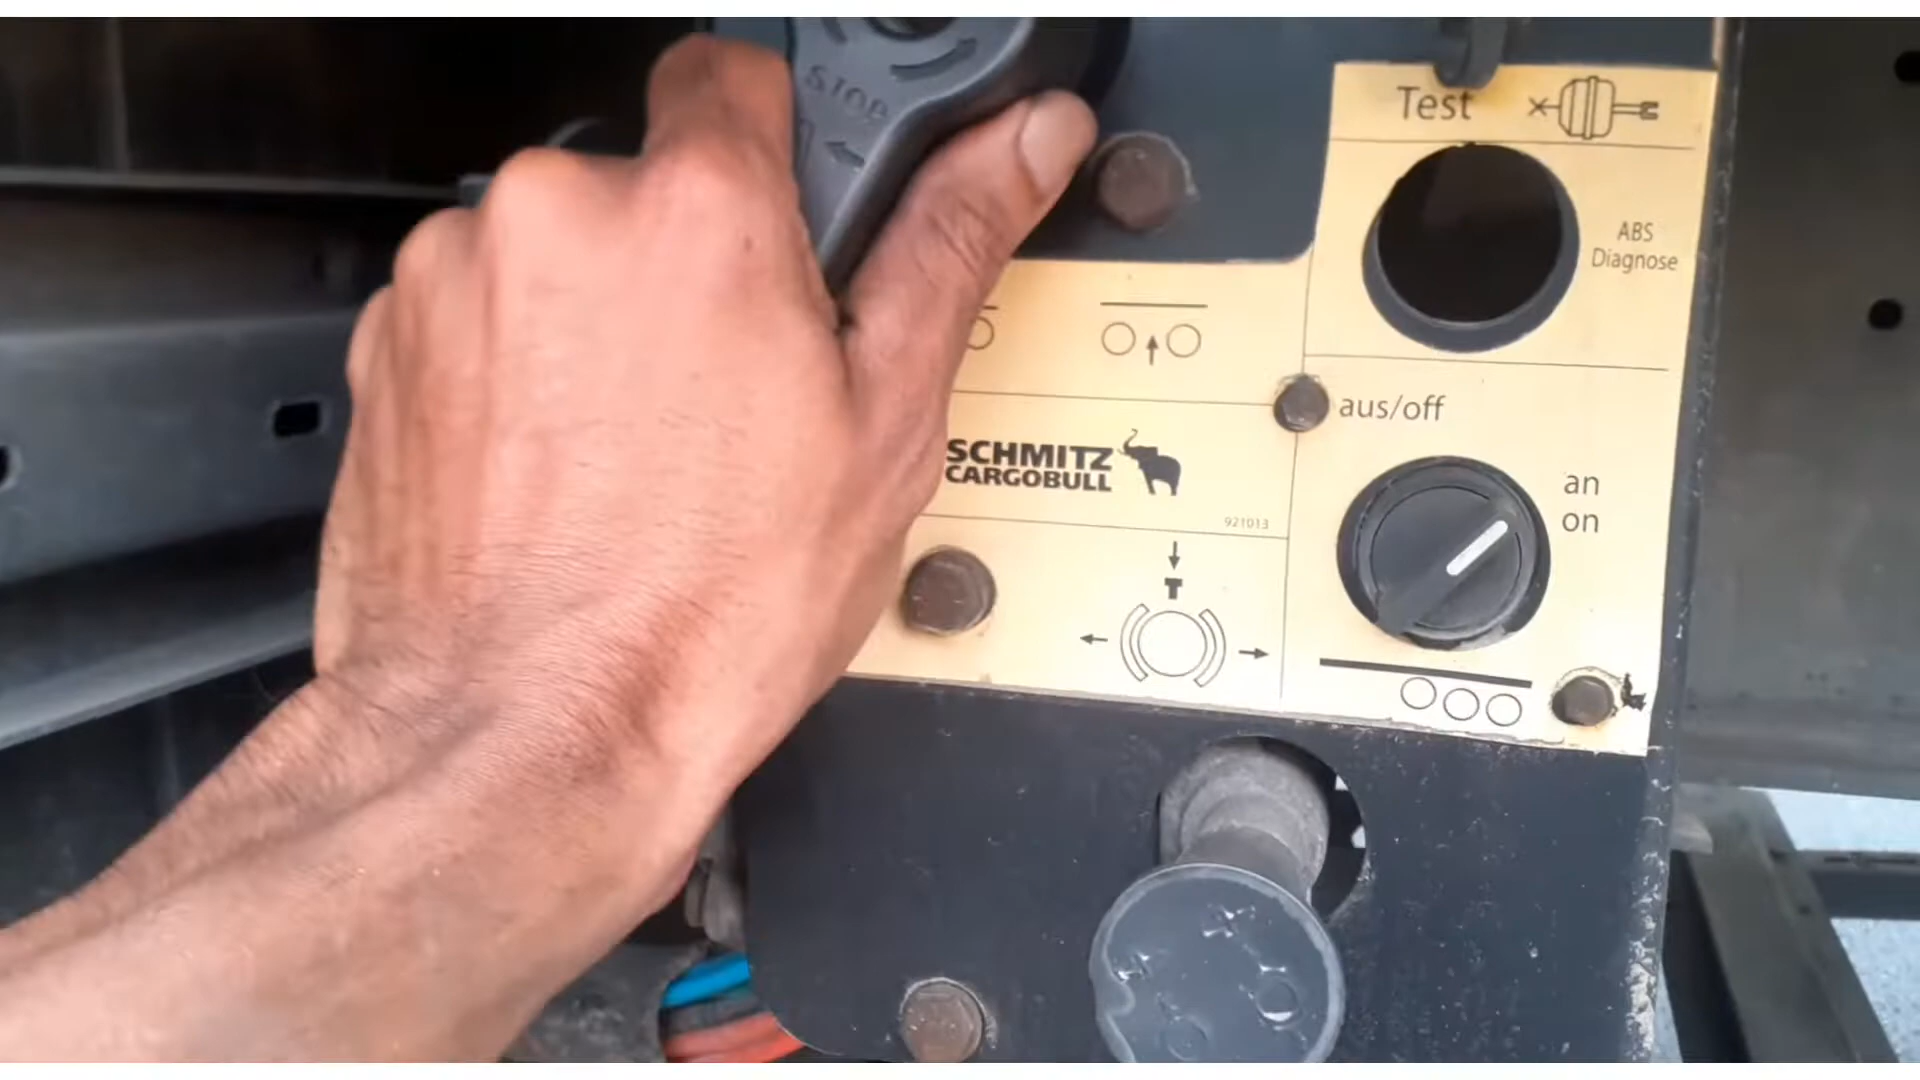 STOP
Test
ABS
Diagnose
aus/off
an
on
SCHMITZ
CARGOBULL
921013